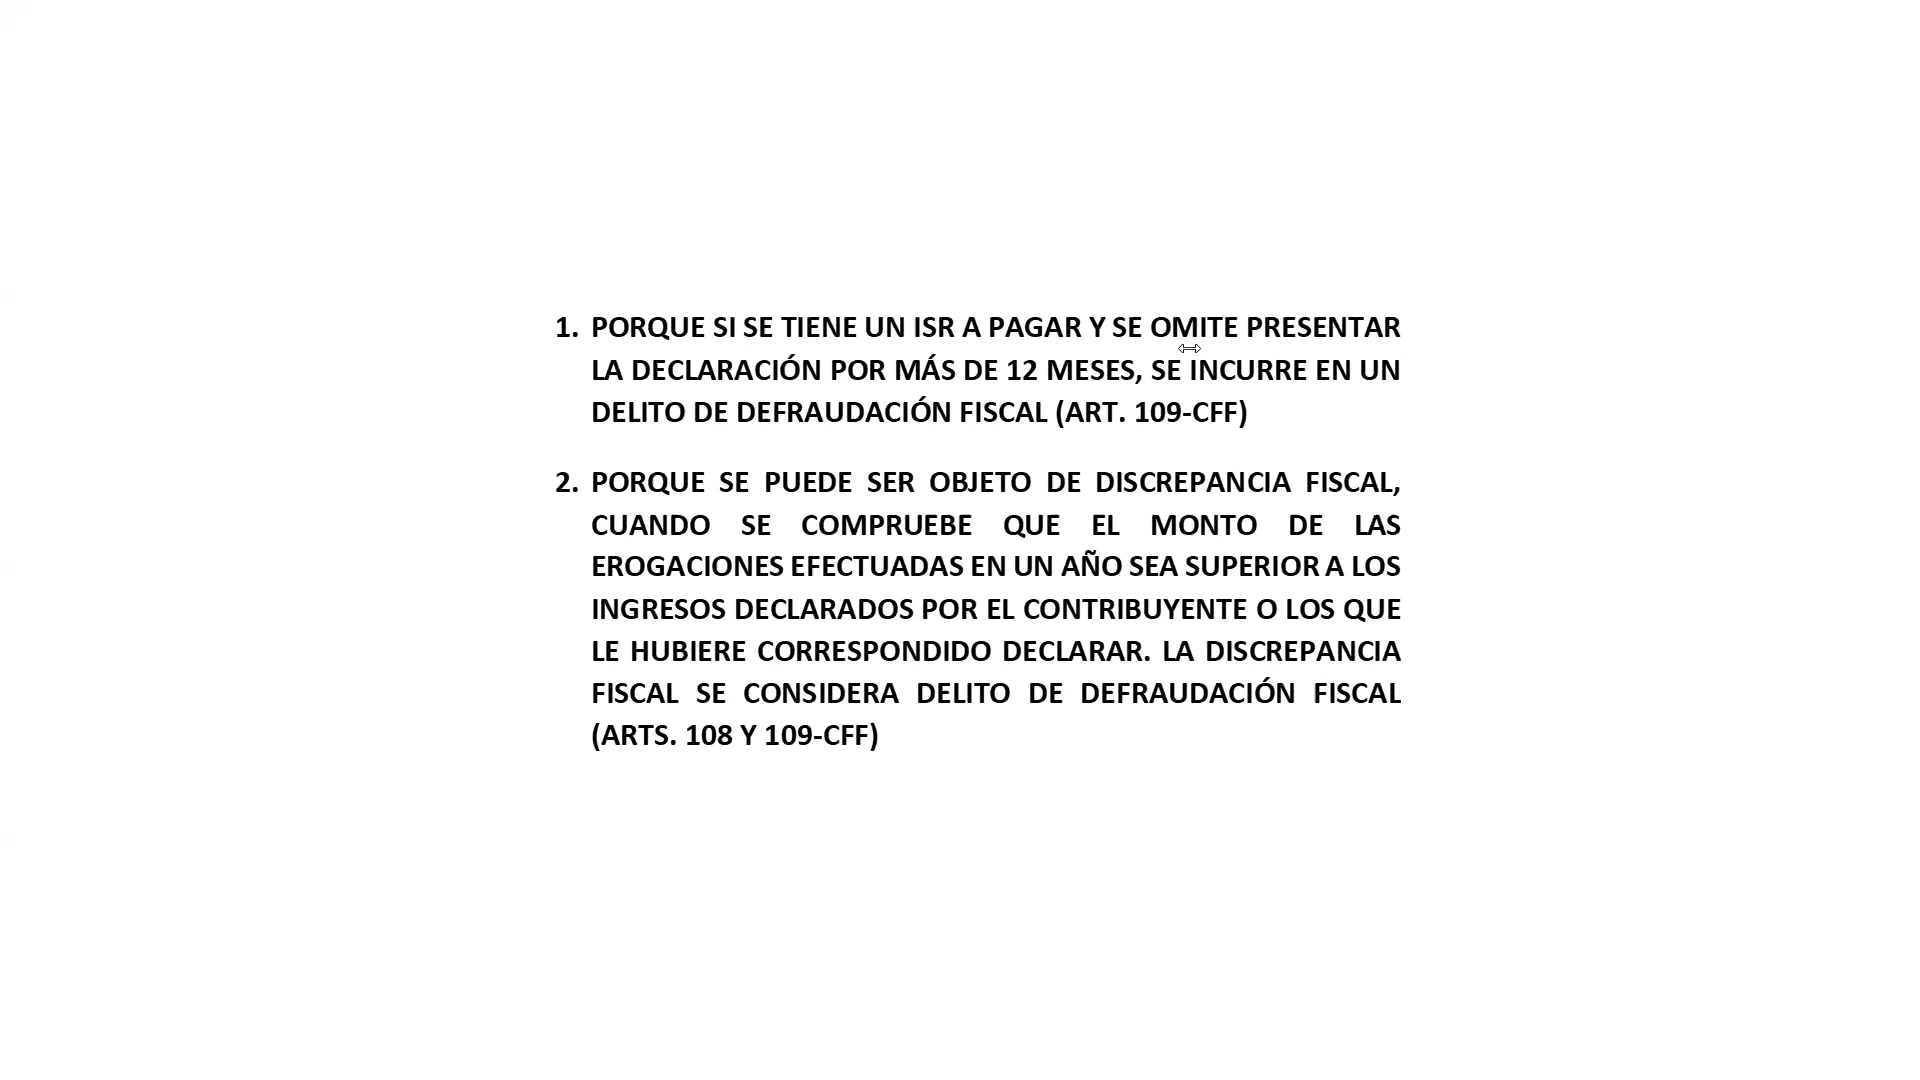 1. PORQUE SI SE TIENE UN ISR A PAGAR Y SE OMITE PRESENTAR
LA DECLARACIÓN POR MÁS DE 12 MESES, SE INCURRE EN UN
DELITO DE DEFRAUDACIÓN FISCAL (ART. 109-CFF)
2. PORQUE SE PUEDE SER OBJETO DE DISCREPANCIA FISCAL,
CUANDO SE COMPRUEBE QUE EL MONTO DE LAS
EROGACIONES EFECTUADAS EN UN AÑO SEA SUPERIOR A LOS
INGRESOS DECLARADOS POR EL CONTRIBUYENTE O LOS QUE
LE HUBIERE CORRESPONDIDO DECLARAR. LA DISCREPANCIA
FISCAL SE CONSIDERA DELITO DE DEFRAUDACIÓN FISCAL
(ARTS. 108 Y 109-CFF)